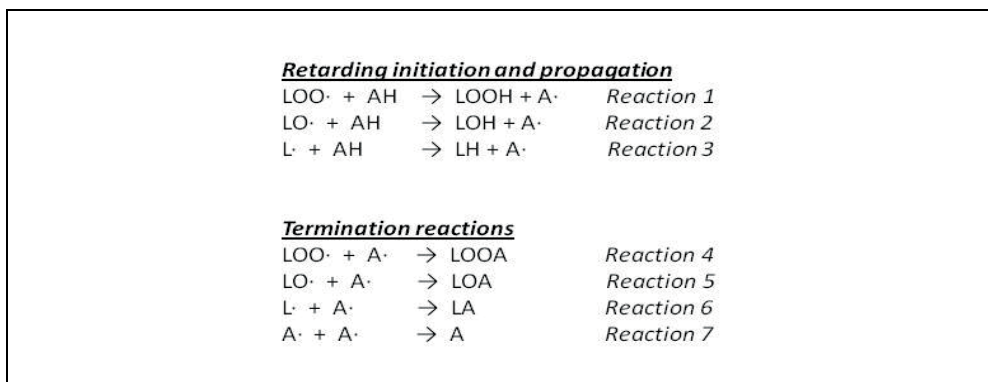 Retarding initiation and propagation
LOO· + AH → LOOH + A· Reaction 1
LO· + AH → LOH + A· Reaction 2
L· + AH → LH + A· Reaction 3
Termination reactions
LOO· + A· → LOOA Reaction 4
LO· + A· → LOA Reaction 5
L· + A· → LA Reaction 6
A· + A· → A Reaction 7